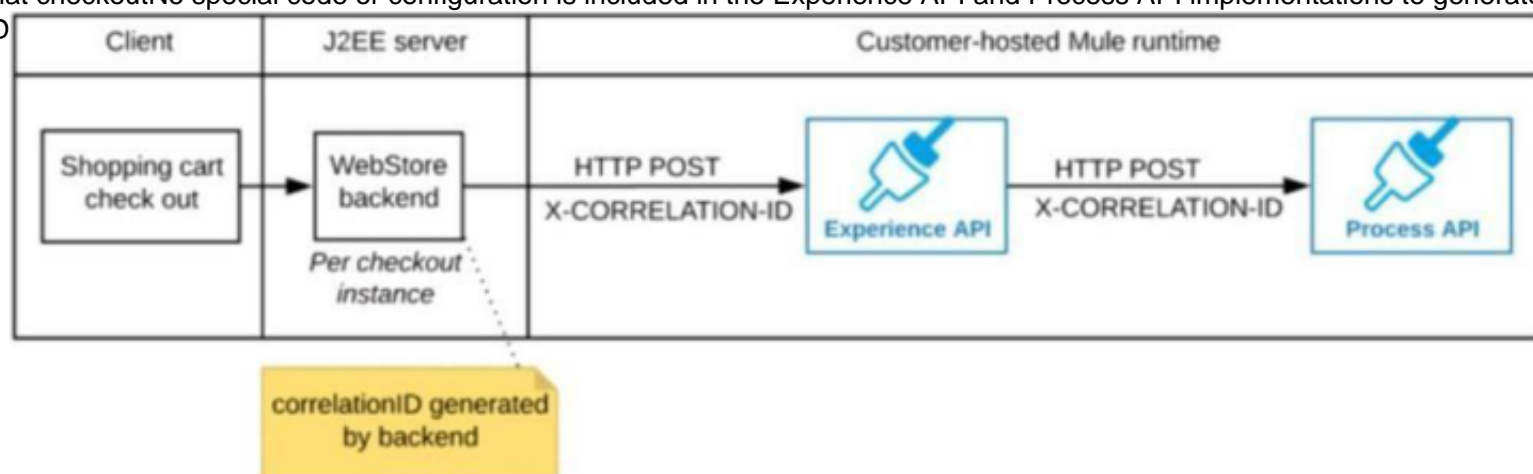 hat checkoutNo special code or configuration is included in the Experience API and Process API implementations to generate
D
Client
J2EE server
Customer-hosted Mule runtime
Shopping cart
check out
WebStore
backend
Per checkout
instance
HTTP POST
X-CORRELATION-ID
Experience API
HTTP POST
X-CORRELATION-ID
Process API
correlationID generated
by backend